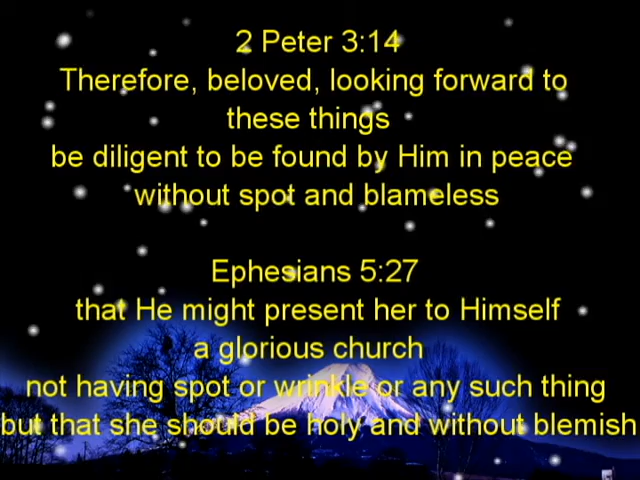 2 Peter 3:14
Therefore, beloved, looking forward to
these things
be diligent to be found by Him in peace
without spot and blameless
Ephesians 5:27
that He might present her to Himself
a glorious church
not having spot or wrinkle or any such thing
but that she should be holy and without blemish